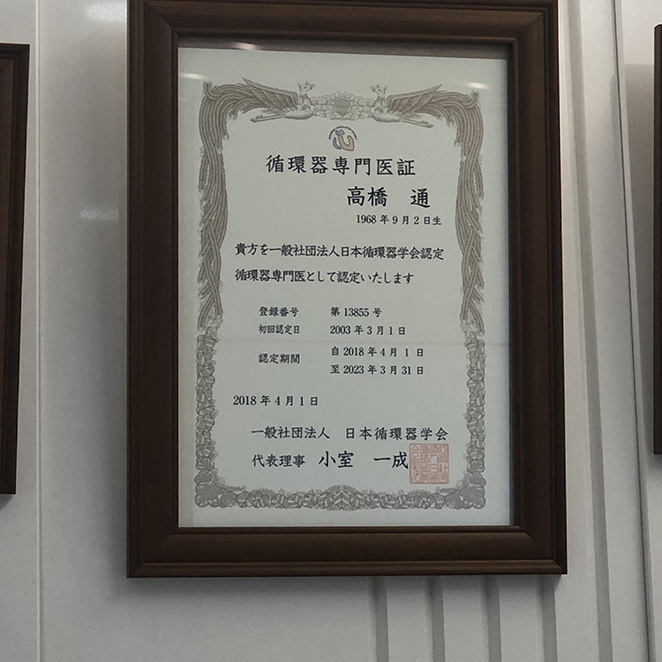 循環器専門医証
高橋 通
1968年9月2日生
貴方を一般社団法人日本循環器学会認定
循環器専門医として認定いたします
登録番号 第13855号
初回認定日 2003年3月1日
認定期間 自2018年4月1日
至2023年3月31日
2018年4月1日
一般社団法人 日本循環器学会
代表理事 小室 一成